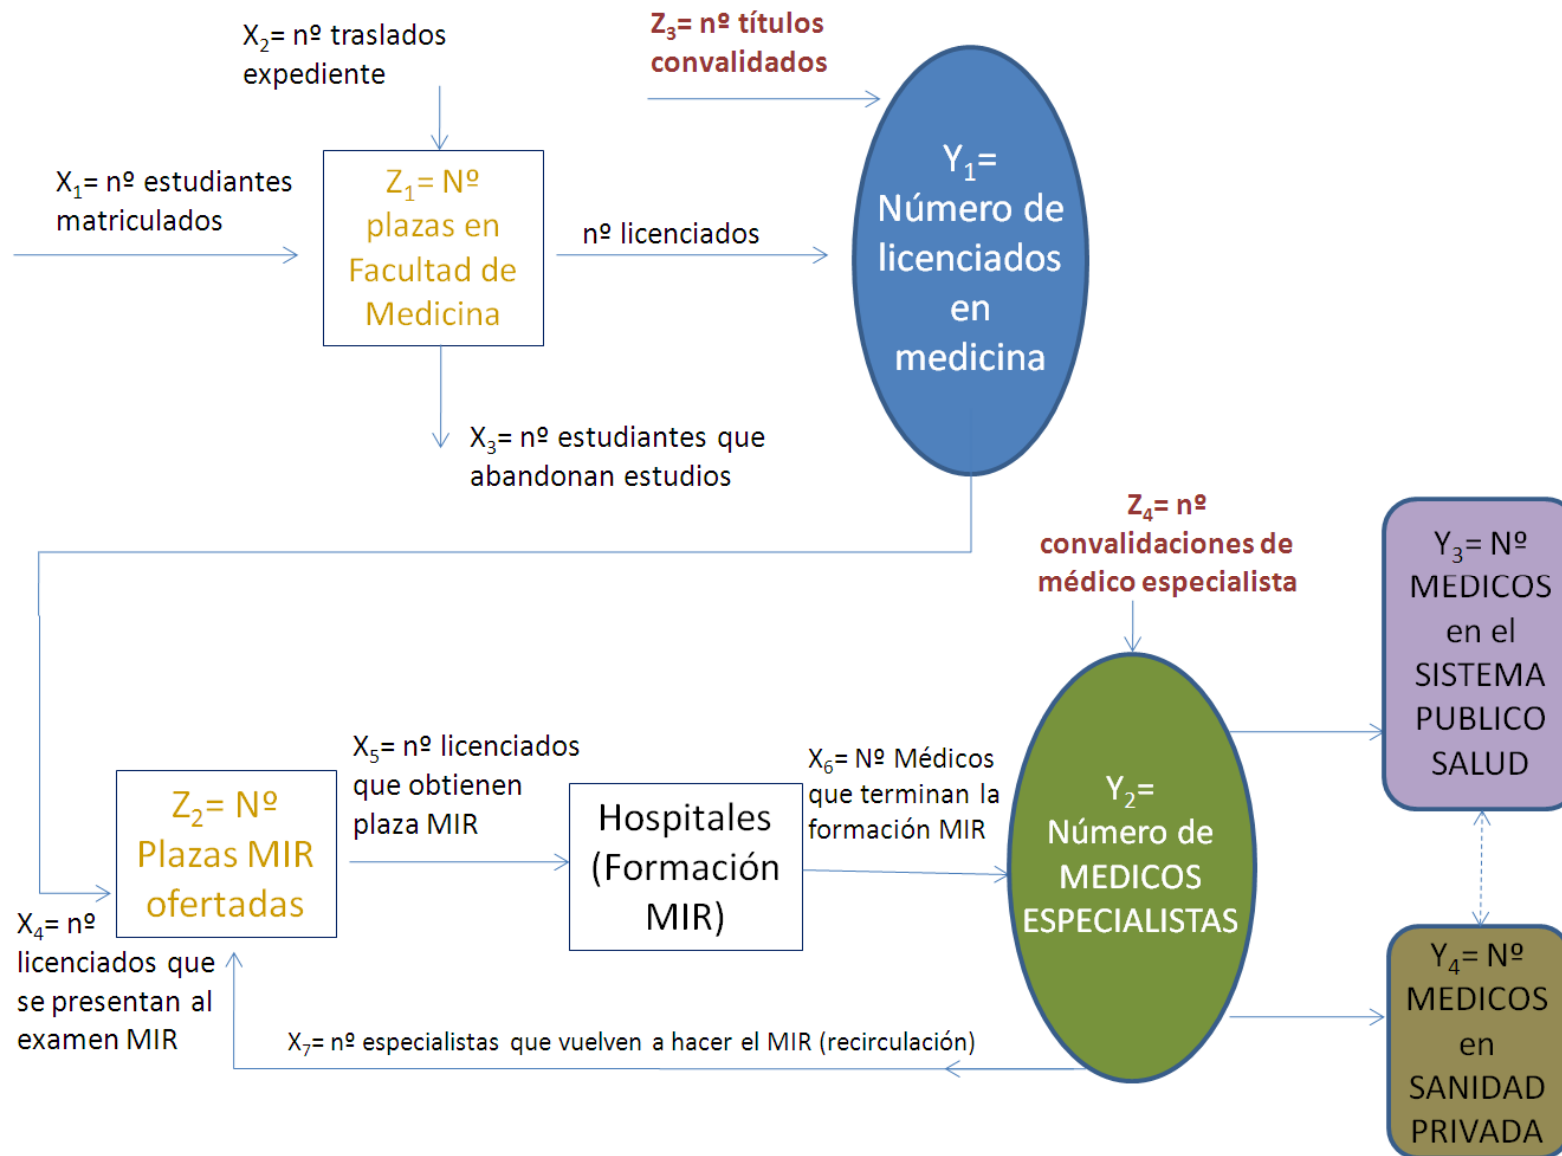 X₂= nº traslados
expediente
Z₃= nº títulos
convalidados
X₁= nº estudiantes
matriculados
Z₁= Nº
plazas en
Facultad de
Medicina
nº licenciados
Y₁=
Número de
licenciados
en
medicina
X₃= nº estudiantes que
abandonan estudios
Z₄= nº
convalidaciones de
médico especialista
Y₃= Nº
MEDICOS
en el
SISTEMA
PUBLICO
SALUD
X₄= nº
licenciados que
se presentan al
examen MIR
Z₂= Nº
Plazas MIR
ofertadas
X₅= nº licenciados
que obtienen
plaza MIR
Hospitales
(Formación
MIR)
X₆= Nº Médicos
que terminan la
formación MIR
Y₂=
Número de
MEDICOS
ESPECIALISTAS
X₇= nº especialistas que vuelven a hacer el MIR (recirculación)
Y₄= Nº
MEDICOS
en
SANIDAD
PRIVADA